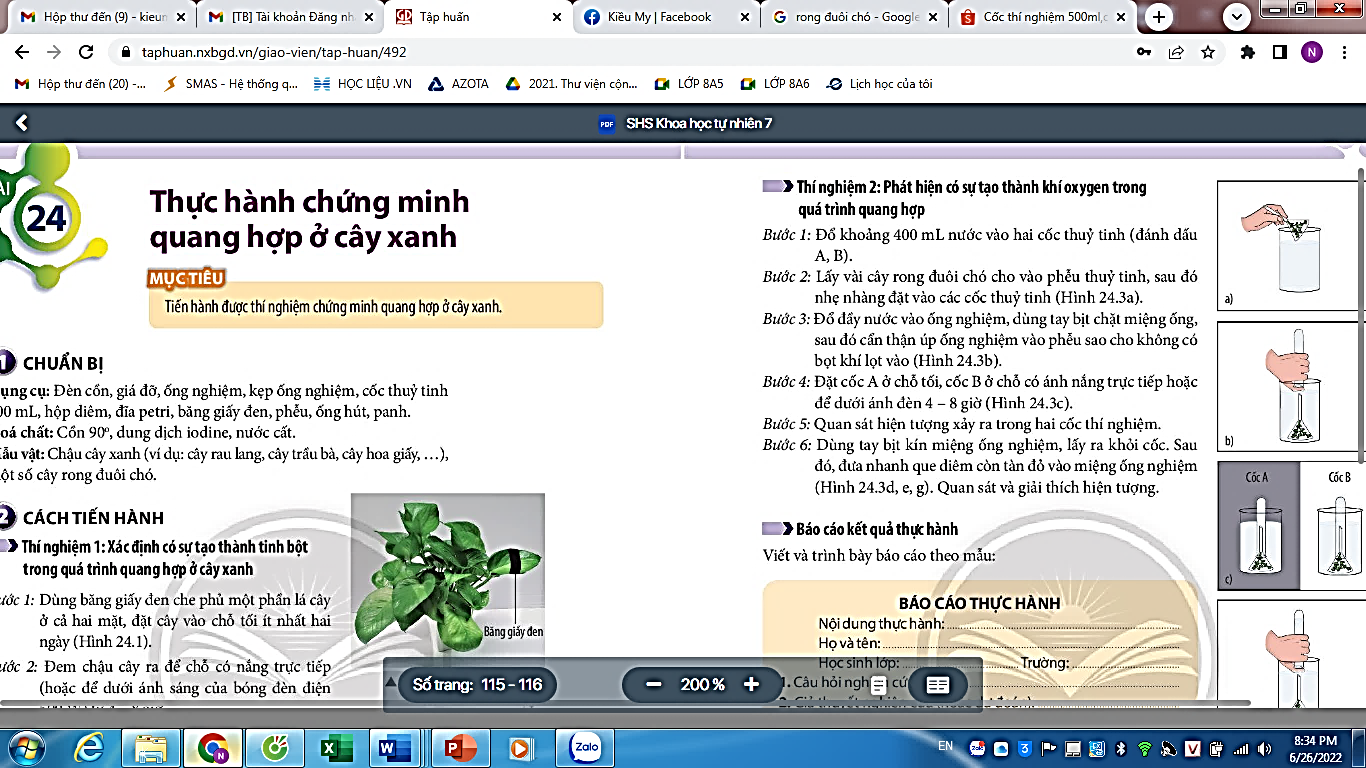 Hộp thư đến (9) - kieun
[TB] Tài khoản Đăng nh
Tập huấn
Kiều My | Facebook
rong đuôi chó - Google
Cốc thí nghiệm 500ml,c
taphuan.nxbgd.vn/giao-vien/tap-huan/492
N
Hộp thư đến (20) -...
SMAS - Hệ thống q...
HỌC LIỆU .VN
AZOTA
2021. Thư viện cộn...
LỚP 8A5
LỚP 8A6
Lịch học của tôi
PDF SHS Khoa học tự nhiên 7
ÀI
24
Thực hành chứng minh
quang hợp ở cây xanh
MỤC TIÊU
Tiến hành được thí nghiệm chứng minh quang hợp ở cây xanh.
1 CHUẨN BỊ
ụng cụ: Đèn cồn, giá đỡ, ống nghiệm, kẹp ống nghiệm, cốc thuỷ tinh
00 mL, hộp diêm, đĩa petri, băng giấy đen, phễu, ống hút, panh.
oá chất: Cồn 90°, dung dịch iodine, nước cất.
ẫu vật: Chậu cây xanh (ví dụ: cây rau lang, cây trầu bà, cây hoa giấy, …),
ột số cây rong đuôi chó.
2 CÁCH TIẾN HÀNH
Thí nghiệm 1: Xác định có sự tạo thành tinh bột
trong quá trình quang hợp ở cây xanh
ước 1: Dùng băng giấy đen che phủ một phần lá cây
ở cả hai mặt, đặt cây vào chỗ tối ít nhất hai
ngày (Hình 24.1).
ước 2: Đem chậu cây ra để chỗ có nắng trực tiếp
(hoặc để dưới ánh sáng của bóng đèn điện
Băng giấy đen
Thí nghiệm 2: Phát hiện có sự tạo thành khí oxygen trong
quá trình quang hợp
Bước 1: Đổ khoảng 400 mL nước vào hai cốc thuỷ tinh (đánh dấu
A, B).
Bước 2: Lấy vài cây rong đuôi chó cho vào phễu thuỷ tinh, sau đó
nhẹ nhàng đặt vào các cốc thuỷ tinh (Hình 24.3a).
Bước 3: Đổ đầy nước vào ống nghiệm, dùng tay bịt chặt miệng ống,
sau đó cẩn thận úp ống nghiệm vào phễu sao cho không có
bọt khí lọt vào (Hình 24.3b).
Bước 4: Đặt cốc A ở chỗ tối, cốc B ở chỗ có ánh nắng trực tiếp hoặc
để dưới ánh đèn 4 – 8 giờ (Hình 24.3c).
Bước 5: Quan sát hiện tượng xảy ra trong hai cốc thí nghiệm.
Bước 6: Dùng tay bịt kín miệng ống nghiệm, lấy ra khỏi cốc. Sau
đó, đưa nhanh que diêm còn tàn đỏ vào miệng ống nghiệm
(Hình 24.3d, e, g). Quan sát và giải thích hiện tượng.
Báo cáo kết quả thực hành
Viết và trình bày báo cáo theo mẫu:
BÁO CÁO THỰC HÀNH
Nội dung thực hành:
Họ và tên:
Học sinh lớp: Trường:
1. Câu hỏi nghiên cứ
a)
b)
Cốc A Cốc B
c)
Số trang: 115 - 116
200 %
Zalo
EN
8:34 PM
6/26/2022